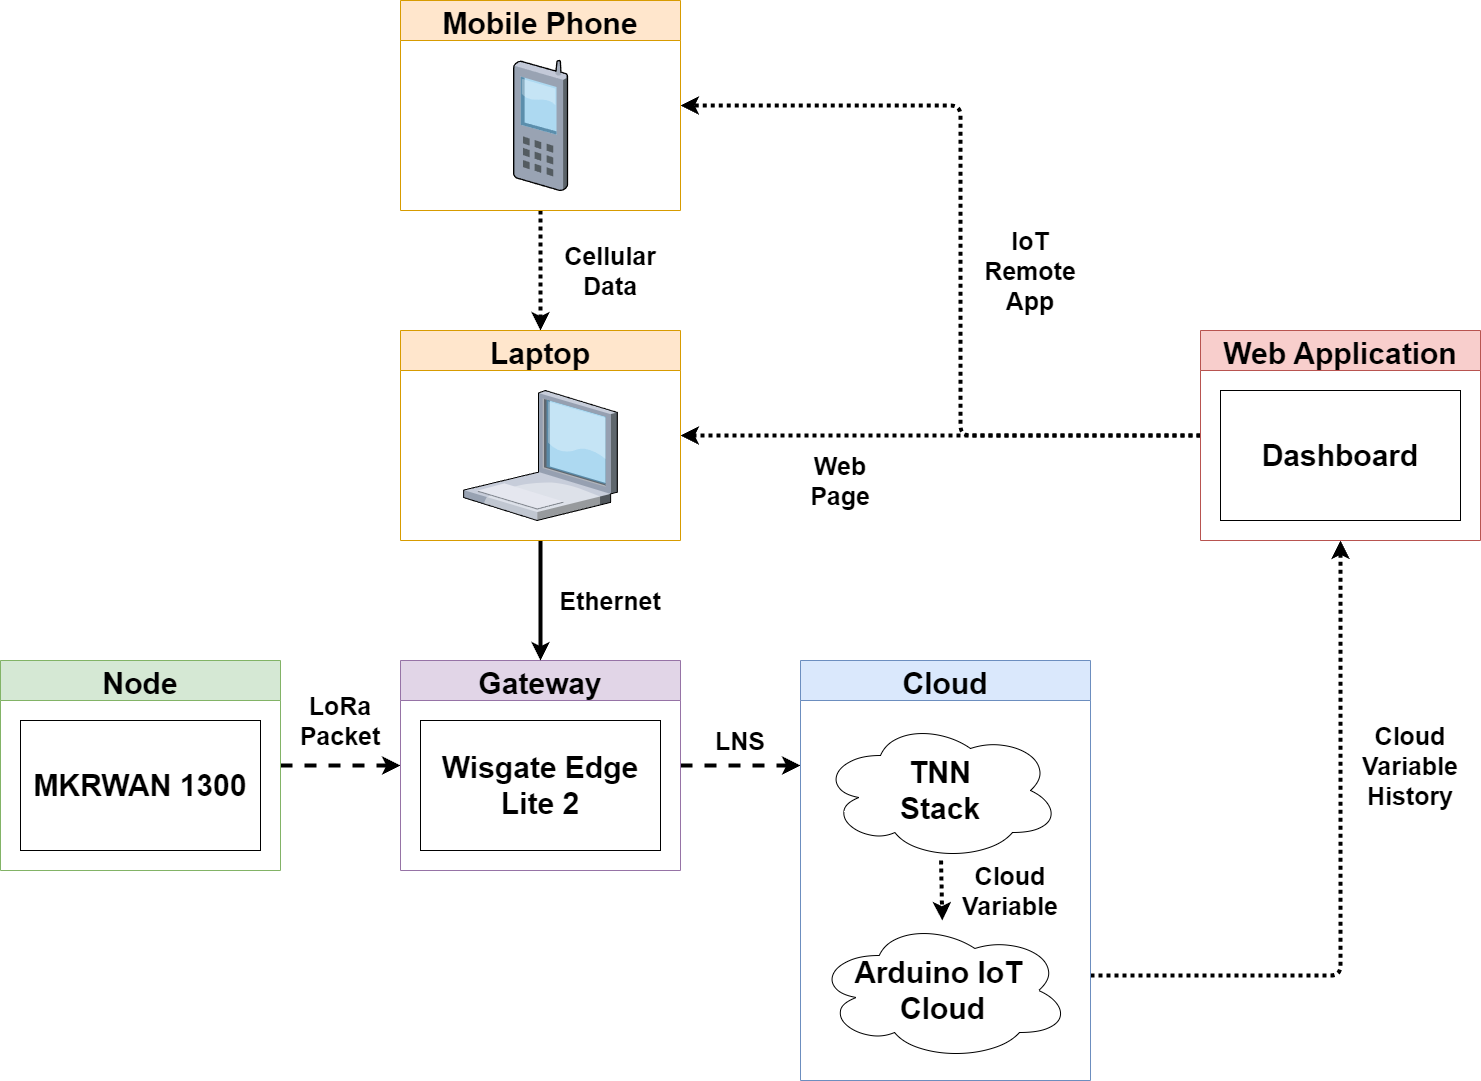 Mobile Phone
Cellular
Data
IoT
Remote
App
Laptop
Web Application
Dashboard
Web
Page
Ethernet
Node
MKRWAN 1300
LoRa
Packet
Gateway
Wisgate Edge
Lite 2
LNS
Cloud
TNN
Stack
Cloud
Variable
Arduino IoT
Cloud
Cloud
Variable
History